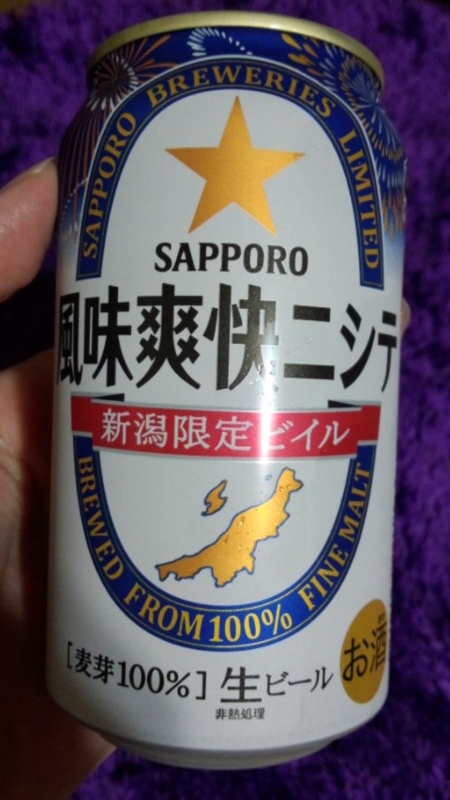 SAPPORO BREWERIES LIMITED
SAPPORO
風味爽快ニシテ
新潟限定ビイル
BREWED FROM 100% FINE MALT
[麦芽100%] 生ビール
非熱処理
お酒